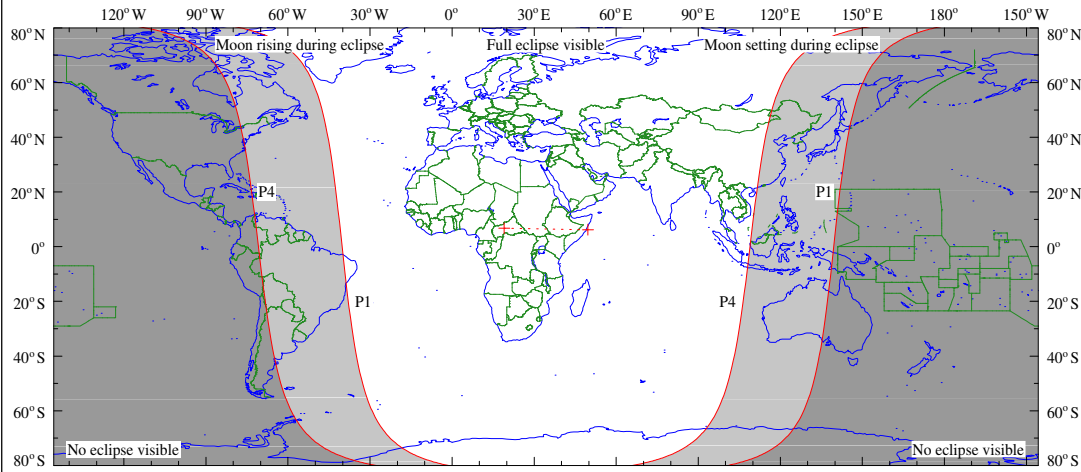 120°W 90°W 60°W 30°W 0° 30°E 60°E 90°E 120°E 150°E 180° 150°W
80°N Moon rising during eclipse Full eclipse visible Moon setting during eclipse 80°N
60°N 60°N
40°N 40°N
20°N P4 P1 20°N
0° 0°
20°S P1 P4 20°S
40°S 40°S
60°S 60°S
No eclipse visible No eclipse visible
80°S 80°S